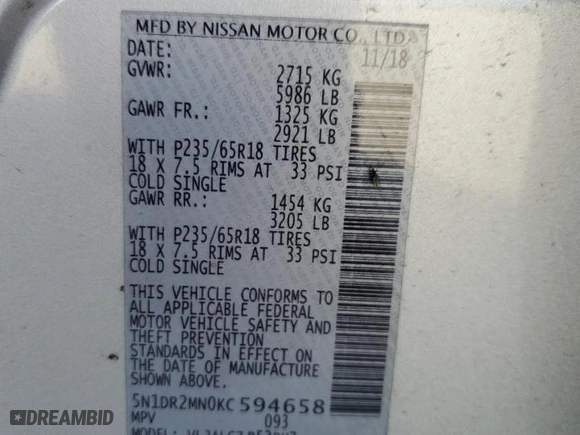 MFD BY NISSAN MOTOR CO., LTD.
DATE: 11/18
GVWR: 2715 KG
5986 LB
GAWR FR.: 1325 KG
2921 LB
WITH P235/65R18 TIRES
18 X 7.5 RIMS AT 33 PSI
COLD SINGLE
GAWR RR.: 1454 KG
3205 LB
WITH P235/65R18 TIRES
18 X 7.5 RIMS AT 33 PSI
COLD SINGLE
THIS VEHICLE CONFORMS TO
ALL APPLICABLE FEDERAL
MOTOR VEHICLE SAFETY AND
THEFT PREVENTION
STANDARDS IN EFFECT ON
THE DATE OF MANUFACTURE
SHOWN ABOVE.
5N1DR2MN0KC594658
MPV 093
MODEL:
DREAMBID